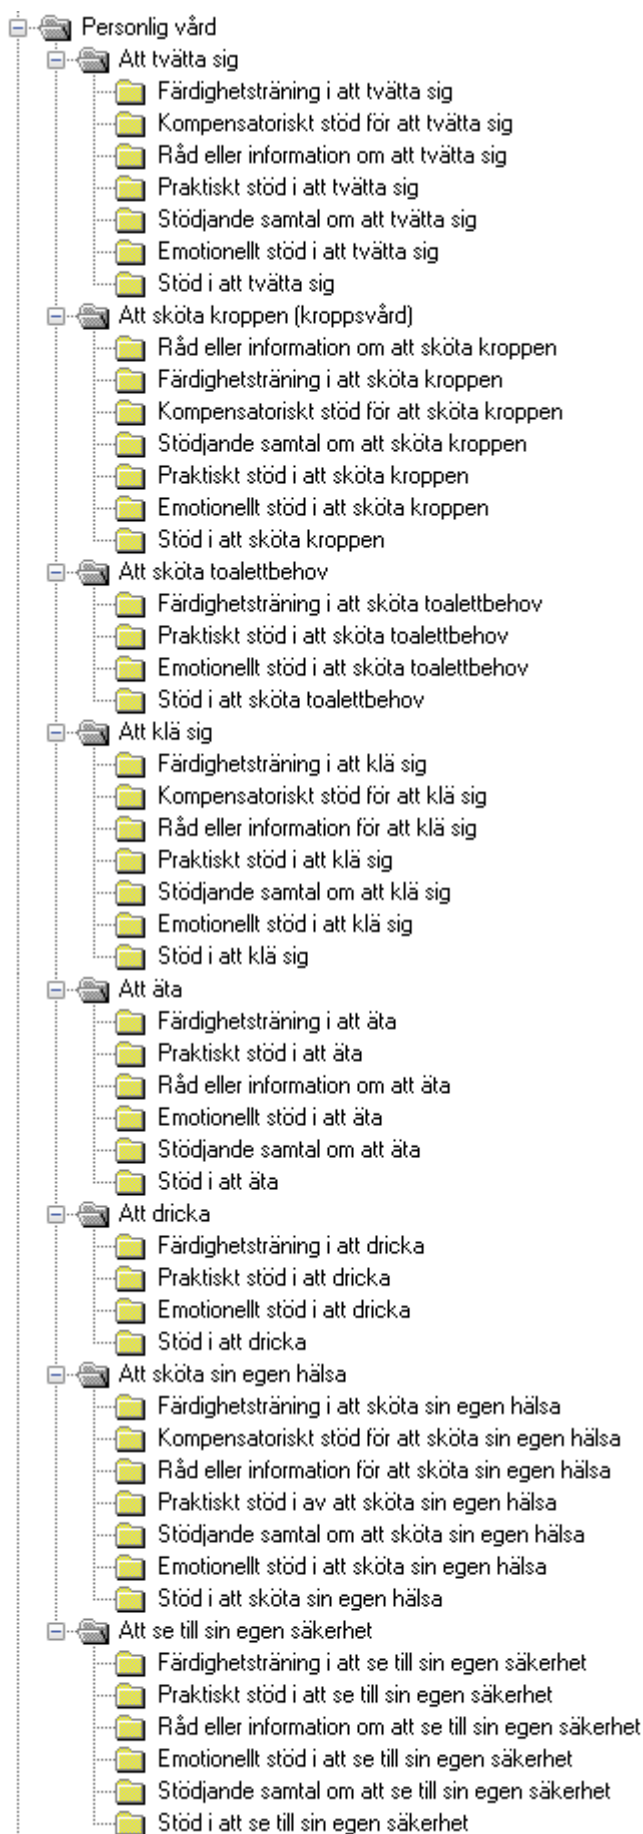 Personlig vård
Att tvätta sig
Färdighetsträning i att tvätta sig
Kompensatoriskt stöd för att tvätta sig
Råd eller information om att tvätta sig
Praktiskt stöd i att tvätta sig
Stödjande samtal om att tvätta sig
Emotionellt stöd i att tvätta sig
Stöd i att tvätta sig
Att sköta kroppen (kroppsvård)
Råd eller information om att sköta kroppen
Färdighetsträning i att sköta kroppen
Kompensatoriskt stöd för att sköta kroppen
Stödjande samtal om att sköta kroppen
Praktiskt stöd i att sköta kroppen
Emotionellt stöd i att sköta kroppen
Stöd i att sköta kroppen
Att sköta toalettbehov
Färdighetsträning i att sköta toalettbehov
Praktiskt stöd i att sköta toalettbehov
Emotionellt stöd i att sköta toalettbehov
Stöd i att sköta toalettbehov
Att klä sig
Färdighetsträning i att klä sig
Kompensatoriskt stöd för att klä sig
Råd eller information för att klä sig
Praktiskt stöd i att klä sig
Stödjande samtal om att klä sig
Emotionellt stöd i att klä sig
Stöd i att klä sig
Att äta
Färdighetsträning i att äta
Praktiskt stöd i att äta
Råd eller information om att äta
Emotionellt stöd i att äta
Stödjande samtal om att äta
Stöd i att äta
Att dricka
Färdighetsträning i att dricka
Praktiskt stöd i att dricka
Emotionellt stöd i att dricka
Stöd i att dricka
Att sköta sin egen hälsa
Färdighetsträning i att sköta sin egen hälsa
Kompensatoriskt stöd för att sköta sin egen hälsa
Råd eller information för att sköta sin egen hälsa
Praktiskt stöd i av att sköta sin egen hälsa
Stödjande samtal om att sköta sin egen hälsa
Emotionellt stöd i att sköta sin egen hälsa
Stöd i att sköta sin egen hälsa
Att se till sin egen säkerhet
Färdighetsträning i att se till sin egen säkerhet
Praktiskt stöd i att se till sin egen säkerhet
Råd eller information om att se till sin egen säkerhet
Emotionellt stöd i att se till sin egen säkerhet
Stödjande samtal om att se till sin egen säkerhet
Stöd i att se till sin egen säkerhet